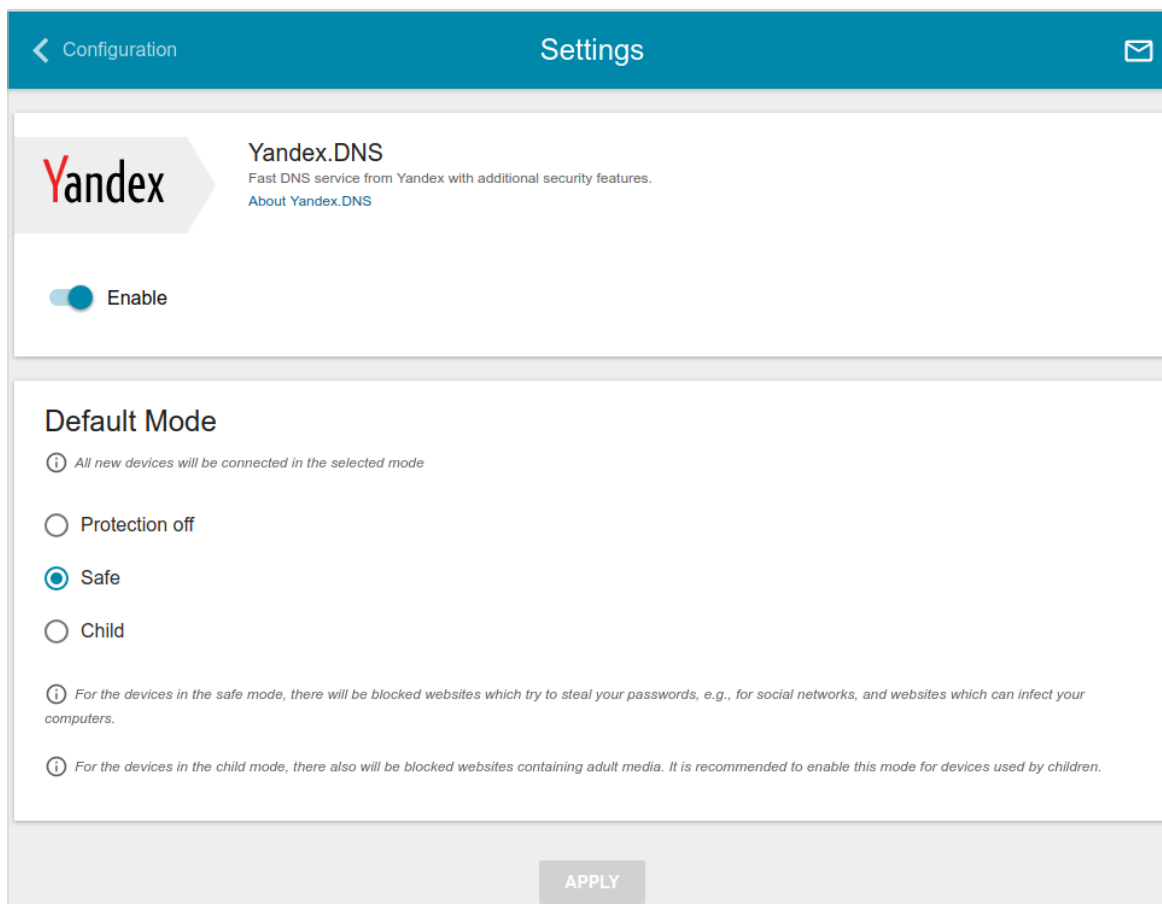 Configuration
Settings
Yandex
Yandex.DNS
Fast DNS service from Yandex with additional security features.
About Yandex.DNS
Enable
Default Mode
All new devices will be connected in the selected mode
Protection off
Safe
Child
For the devices in the safe mode, there will be blocked websites which try to steal your passwords, e.g., for social networks, and websites which can infect your
computers.
For the devices in the child mode, there also will be blocked websites containing adult media. It is recommended to enable this mode for devices used by children.
APPLY